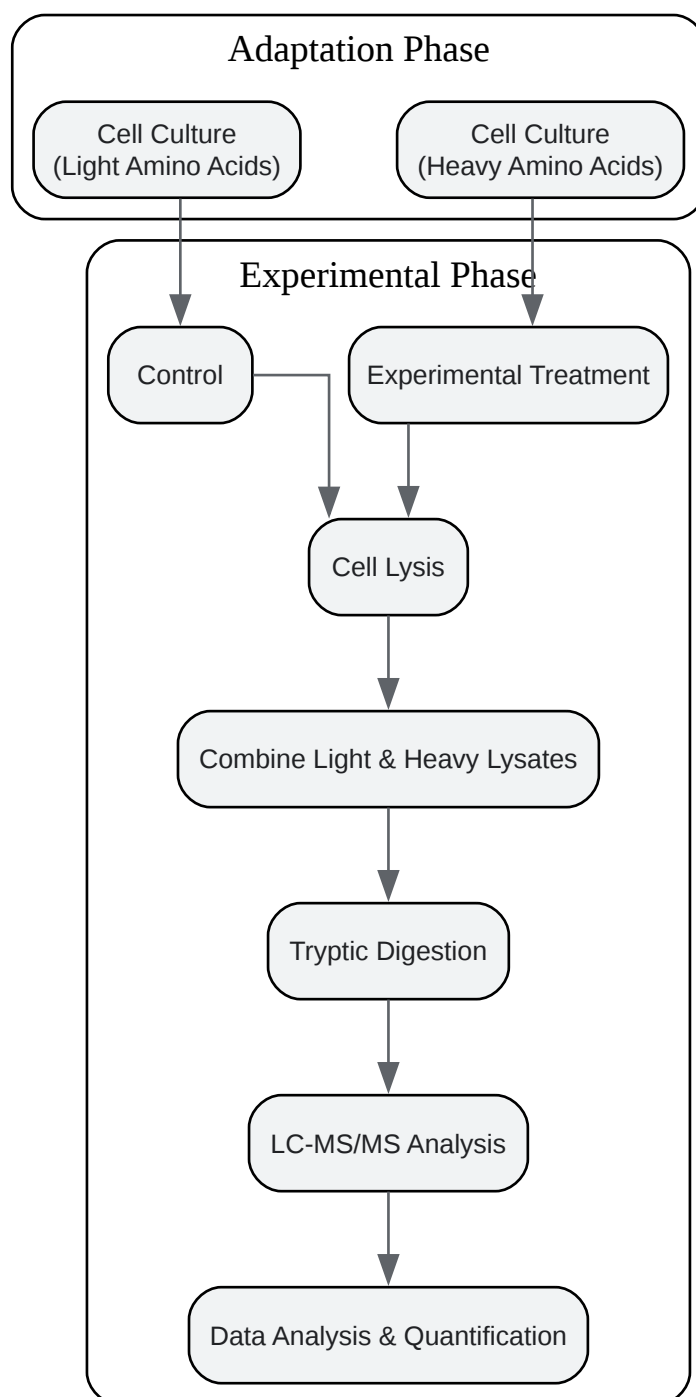 Adaptation Phase
Cell Culture
(Light Amino Acids)
Cell Culture
(Heavy Amino Acids)
Experimental Phase
Control
Experimental Treatment
Cell Lysis
Combine Light & Heavy Lysates
Tryptic Digestion
LC-MS/MS Analysis
Data Analysis & Quantification